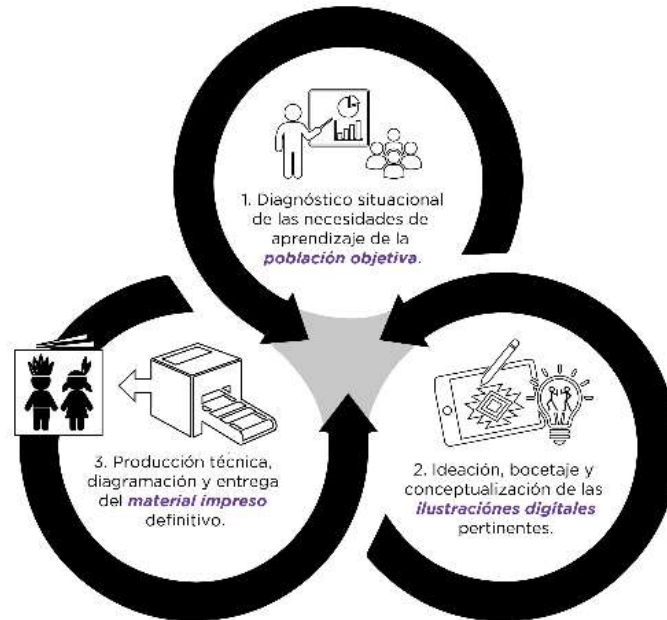 1. Diagnóstico situacional
de las necesidades de
aprendizaje de la
población objetiva.
2. Ideación, bocetaje y
conceptualización de las
ilustraciónes digitales
pertinentes.
3. Producción técnica,
diagramación y entrega
del material impreso
definitivo.